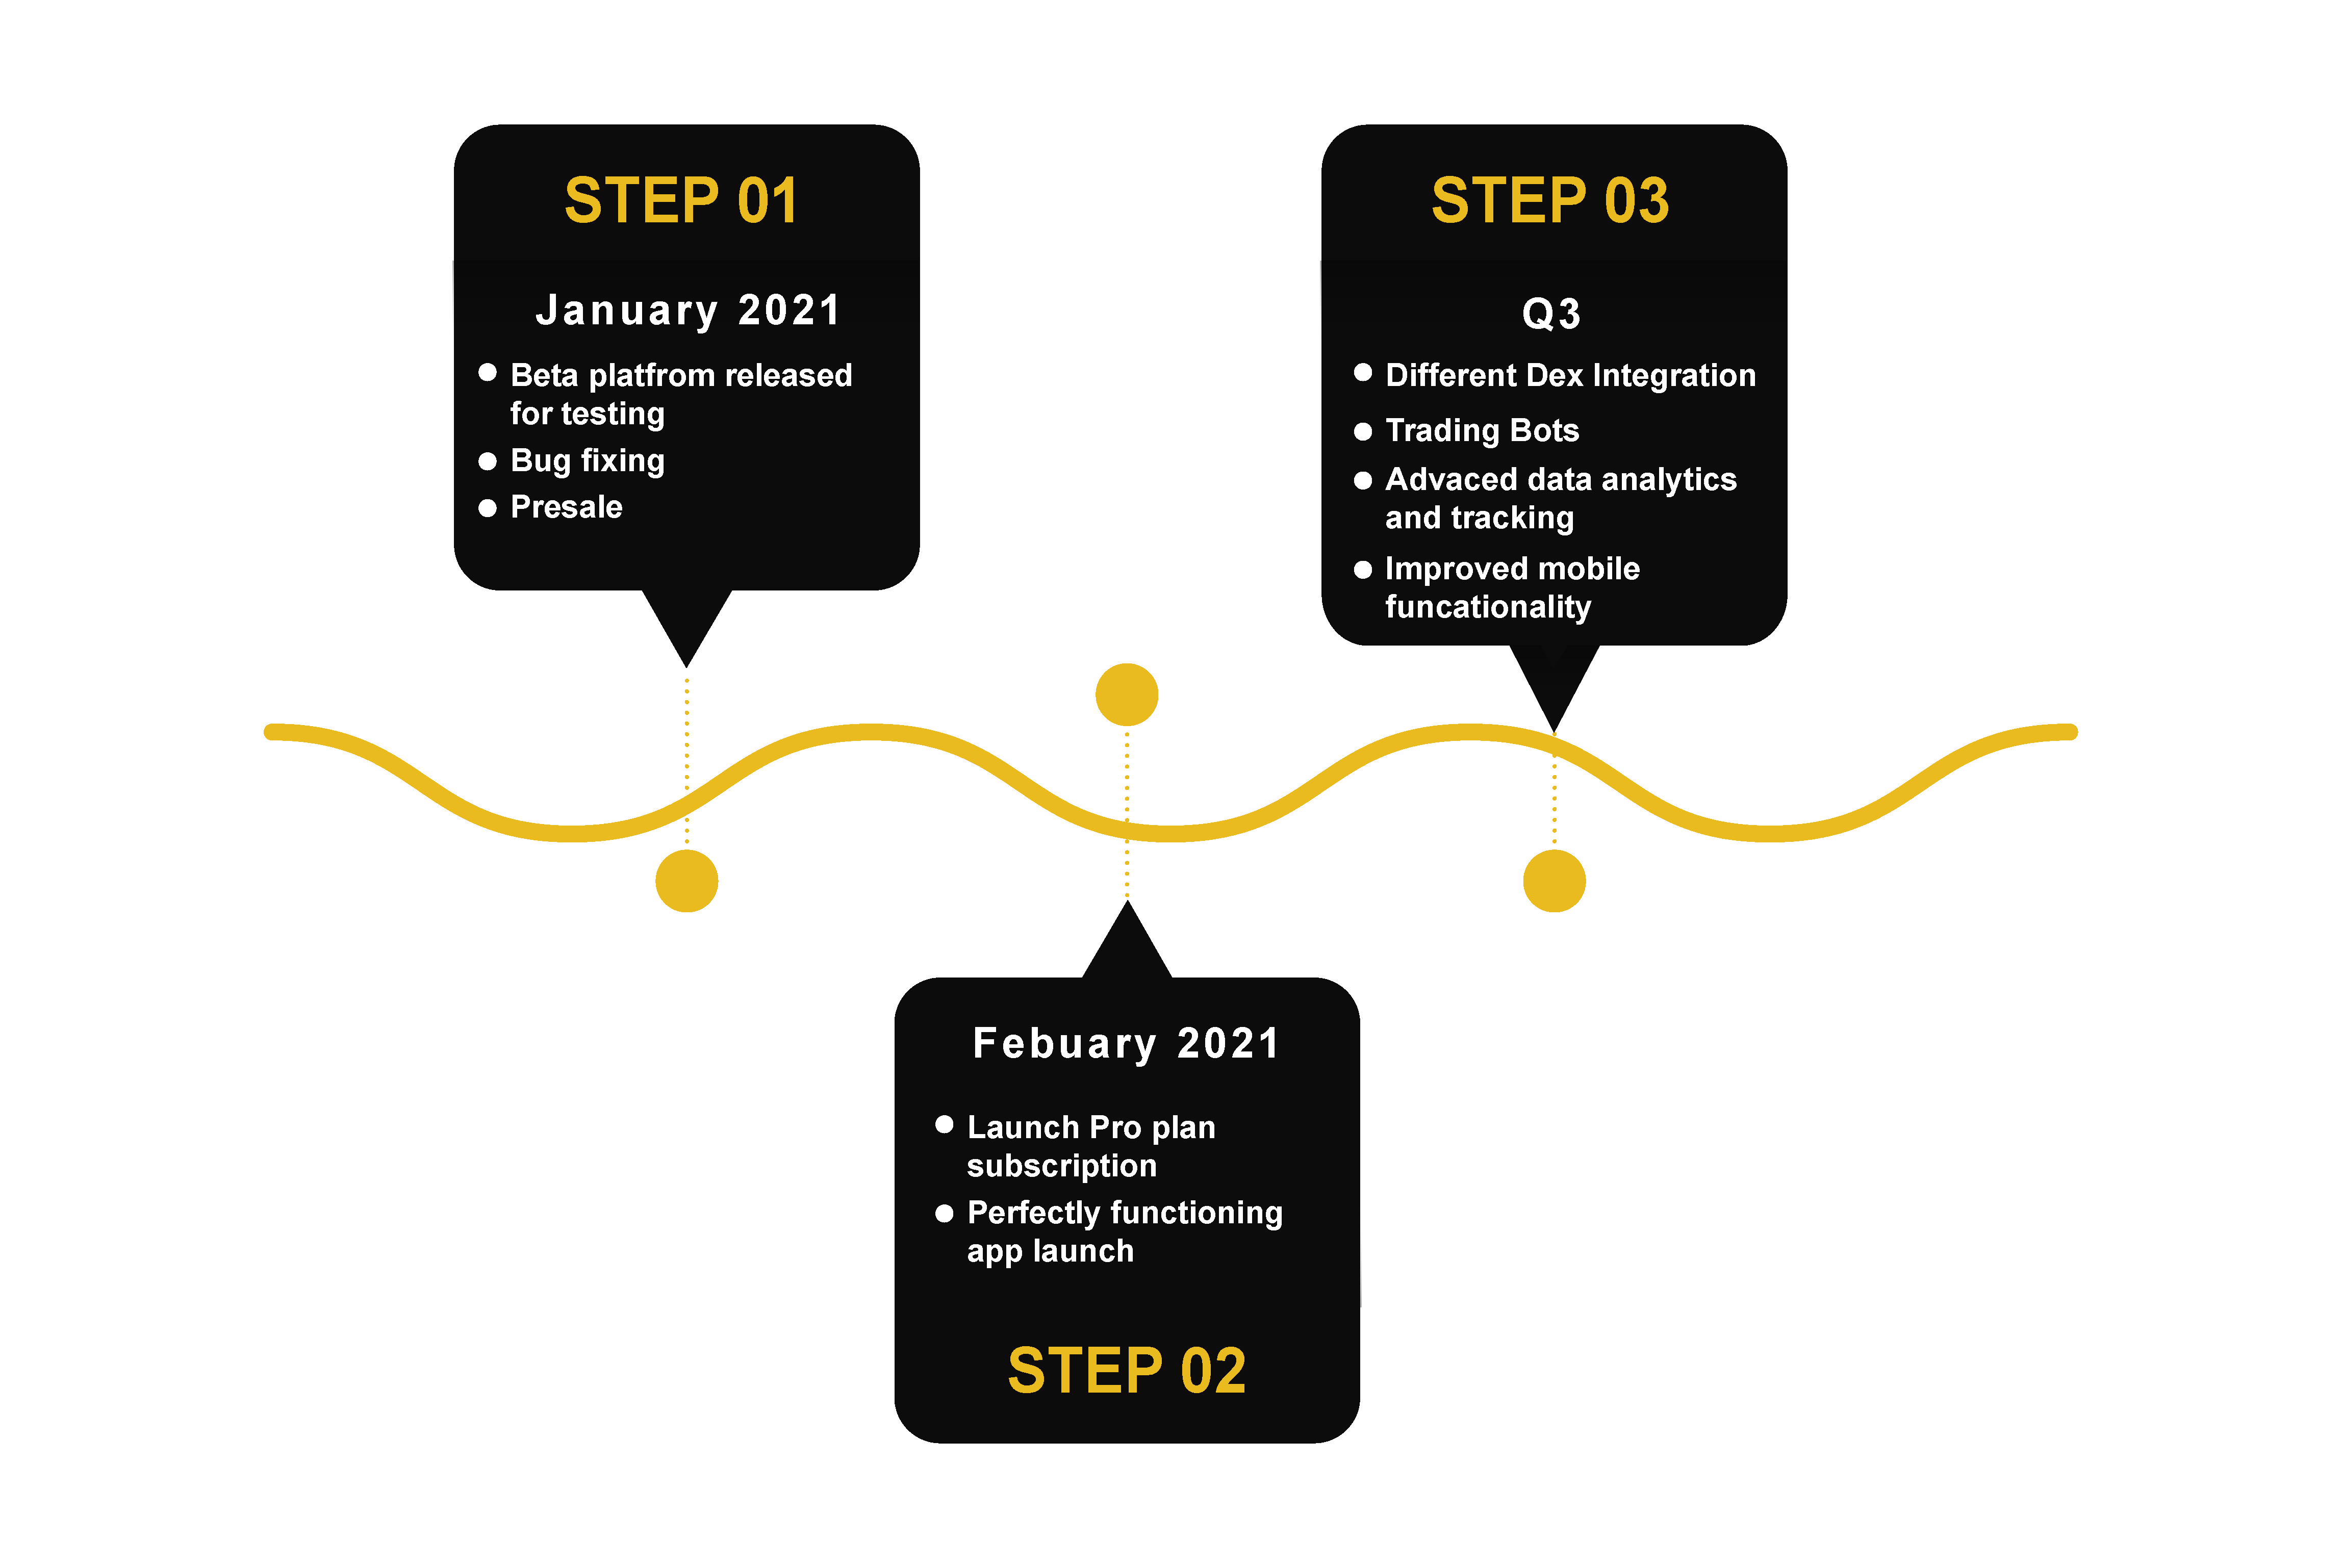 STEP 01
January 2021
Beta platfrom released
for testing
Bug fixing
Presale
Febuary 2021
Launch Pro plan
subscription
Perfectly functioning
app launch
STEP 02
STEP 03
Q3
Different Dex Integration
Trading Bots
Advaced data analytics
and tracking
Improved mobile
funcationality